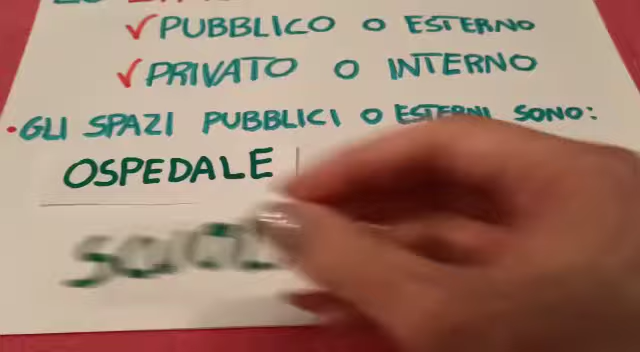 ✓PUBBLICO O ESTERNO
✓PRIVATO O INTERNO
•GLI SPAZI PUBBLICI O ESTERNI SONO:
OSPEDALE